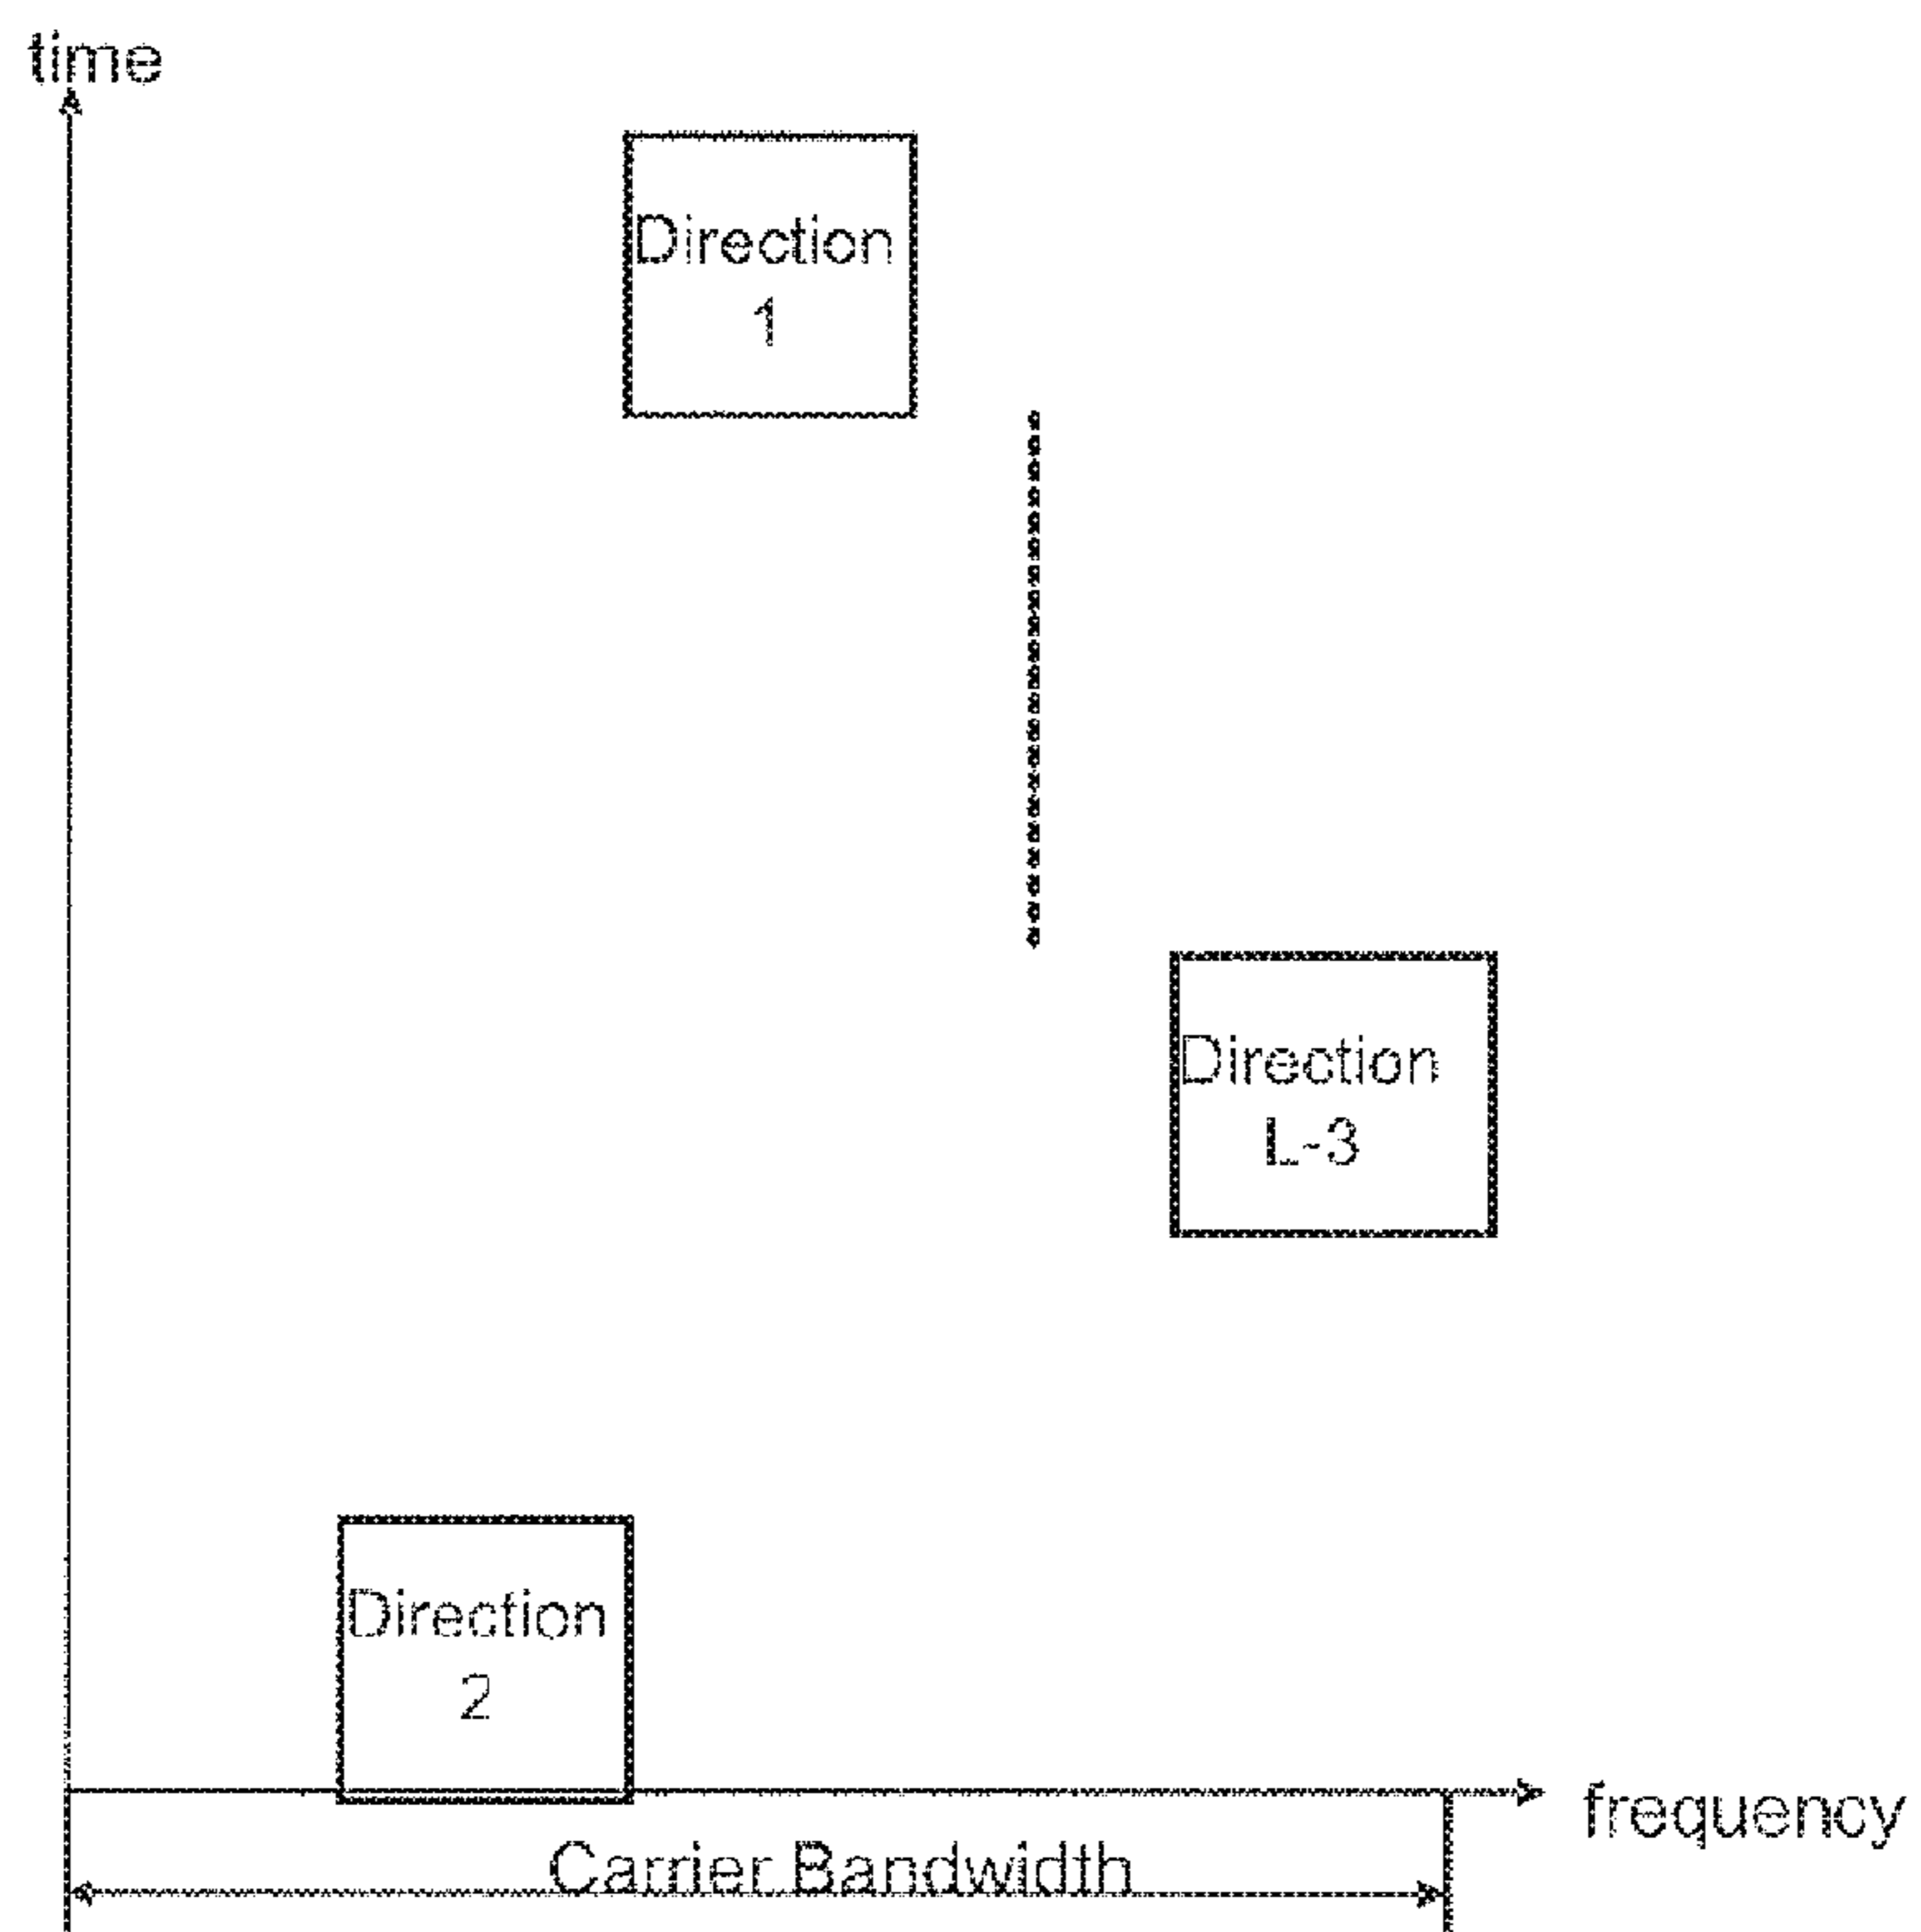 time
Direction
1
Direction
L-3
Direction
2
frequency
Carrier Bandwidth